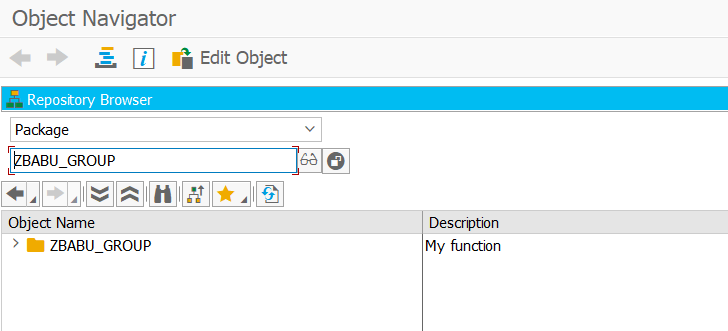 Object Navigator
Edit Object
Repository Browser
Package
ZBABU_GROUP
Object Name Description
ZBABU_GROUP My function